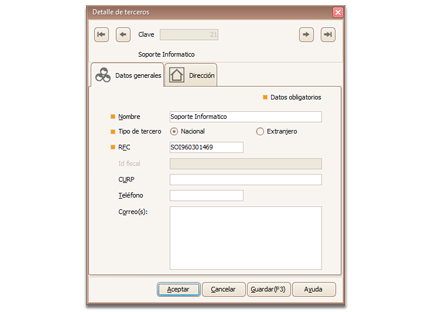 Detalle de terceros
Clave 21
Soporte Informatico
Datos generales Dirección
Datos obligatorios
Nombre Soporte Informatico
Tipo de tercero Nacional Extranjero
RFC SOI960301469
Id fiscal
CURP
Teléfono
Correo(s):
Aceptar Cancelar Guardar(F3) Ayuda